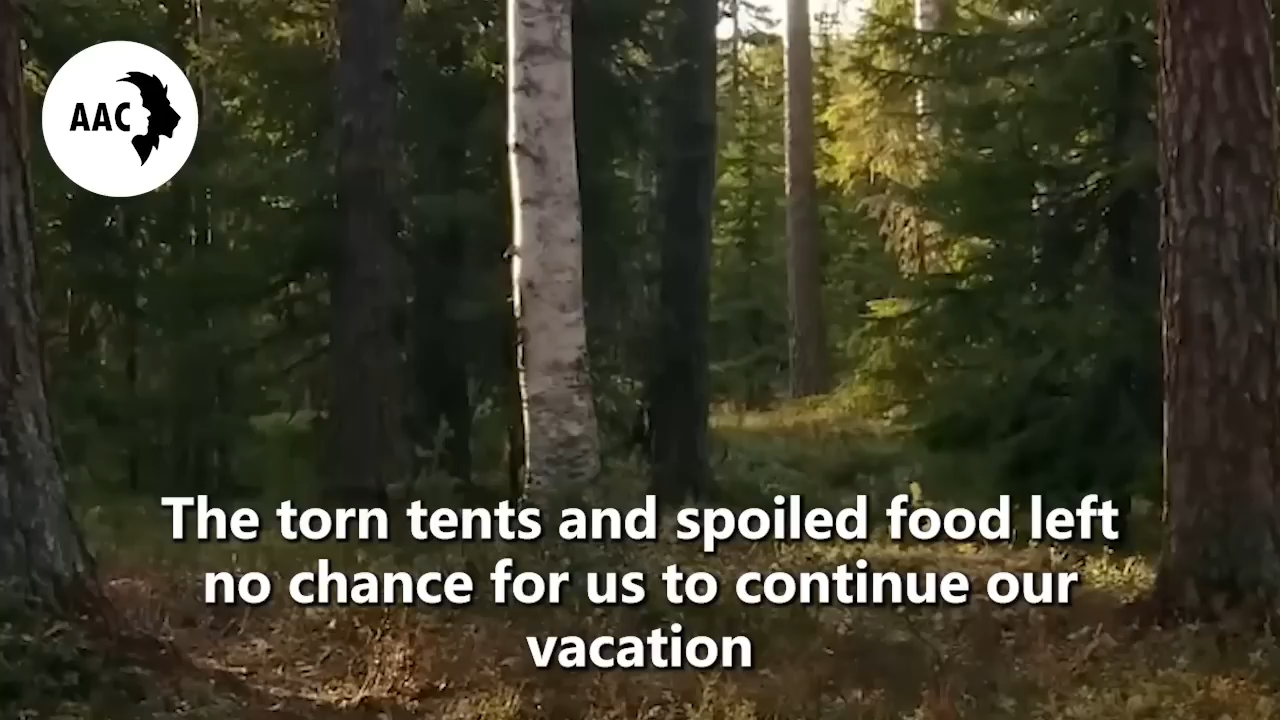 AAC
The torn tents and spoiled food left
no chance for us to continue our
vacation